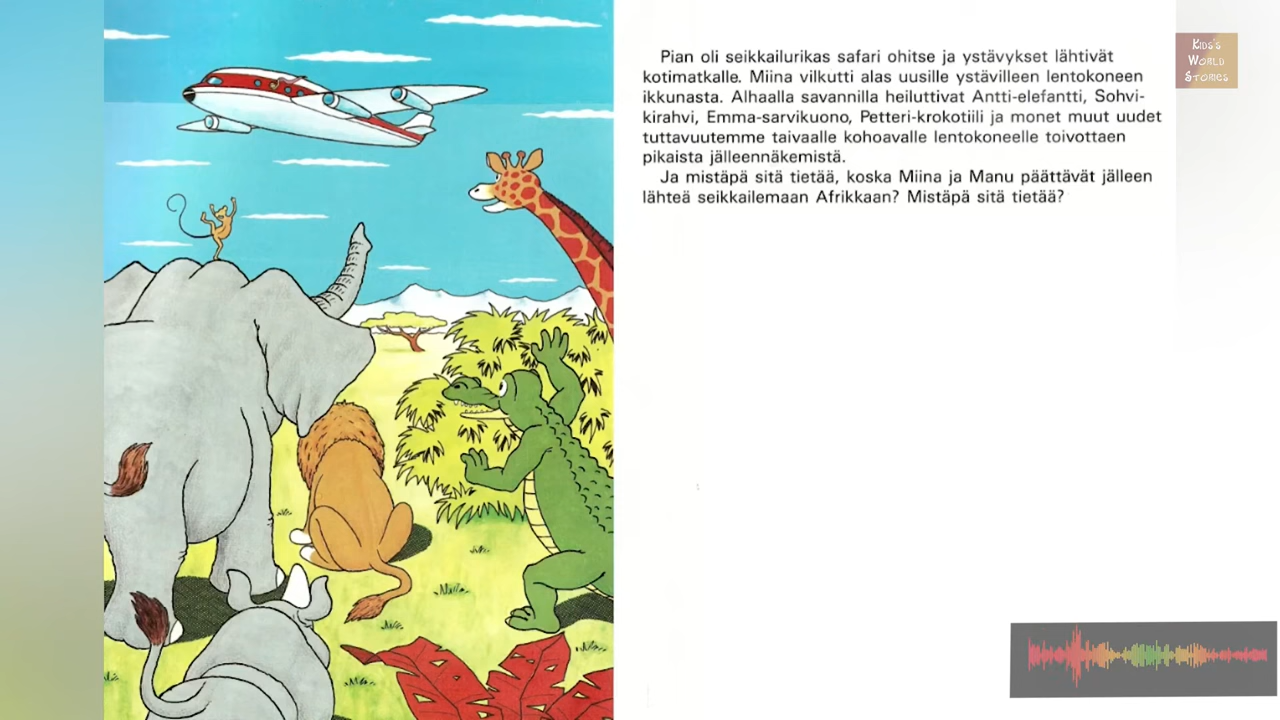 Pian oli seikkailurikas safari ohitse ja ystävykset lähtivät
kotimatkalle. Miina vilkutti alas uusille ystävilleen lentokoneen
ikkunasta. Alhaalla savannilla heiluttivat Antti-elefantti, Sohvi-
kirahvi, Emma-sarvikuono, Petteri-krokotiili ja monet muut uudet
tuttavuutemme taivaalle kohoavalle lentokoneelle toivottaen
pikaista jälleennäkemistä.
Ja mistäpä sitä tietää, koska Miina ja Manu päättävät jälleen
lähteä seikkailemaan Afrikkaan? Mistäpä sitä tietää?
Kids's
World
Stories